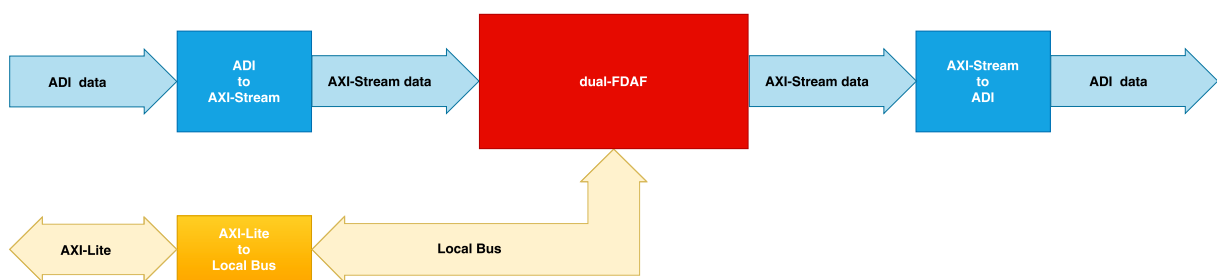 ADI data
ADI
to
AXI-Stream
AXI-Stream data
dual-FDAF
AXI-Stream data
AXI-Stream
to
ADI
ADI data
AXI-Lite
AXI-Lite
to
Local Bus
Local Bus